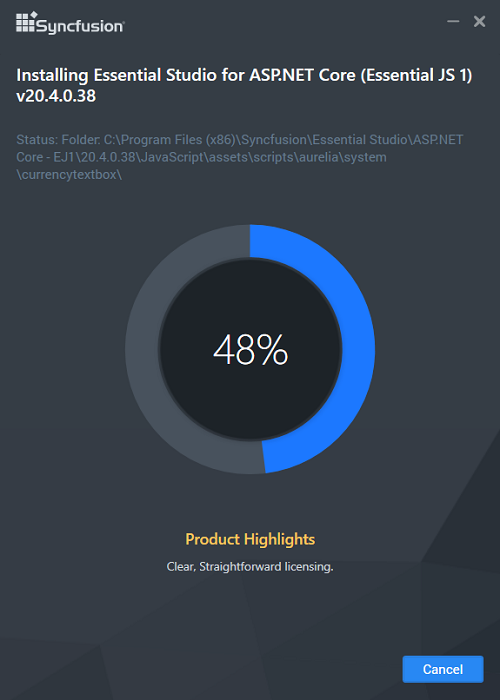 Syncfusion
Installing Essential Studio for ASP.NET Core (Essential JS 1)
v20.4.0.38
Status: Folder: C:\Program Files (x86)\Syncfusion\Essential Studio\ASP.NET
Core - EJ1\20.4.0.38\JavaScript\assets\scripts\aurelia\system
\currencytextbox\
48%
Product Highlights
Clear, Straightforward licensing.
Cancel